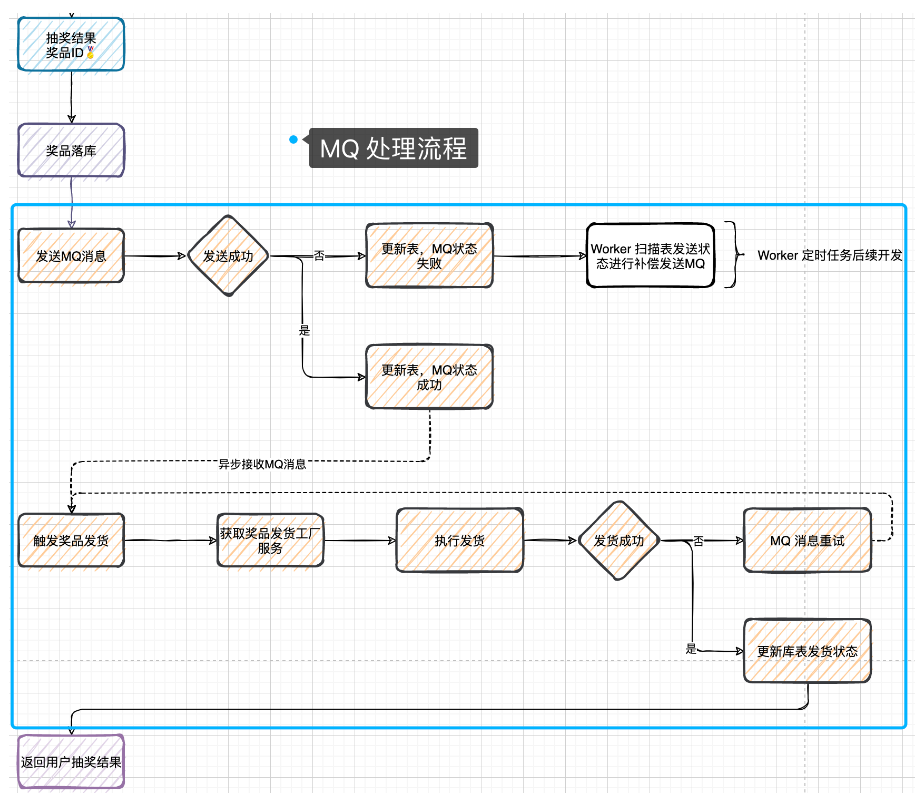 抽奖结果
奖品ID🏅
奖品落库
MQ 处理流程
发送MQ消息
发送成功
否
更新表，MQ状态
失败
Worker 扫描表发送状
态进行补偿发送MQ
Worker 定时任务后续开发
是
更新表，MQ状态
成功
异步接收MQ消息
触发奖品发货
获取奖品发货工厂
服务
执行发货
发货成功
否
MQ 消息重试
是
更新库表发货状态
返回用户抽奖结果